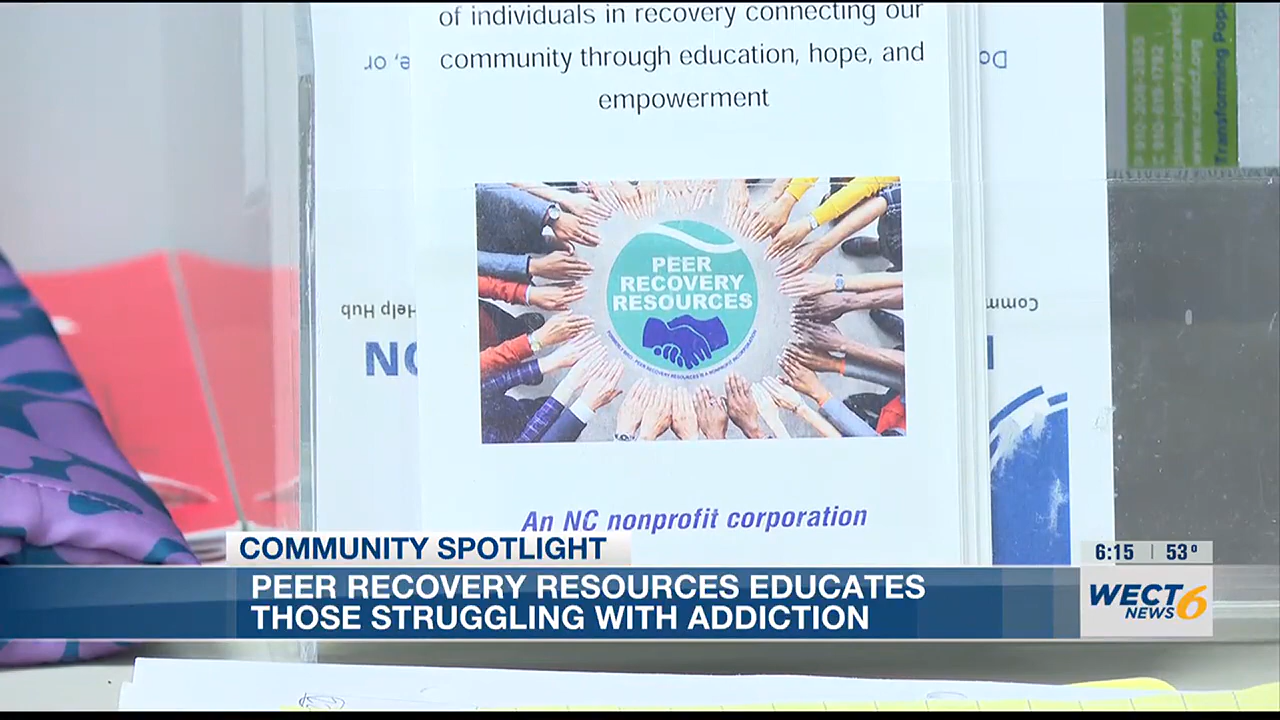 of individuals in recovery connecting our
community through education, hope, and
empowerment
PEER
RECOVERY
RESOURCES
An NC nonprofit corporation
Help Hub
NC
Transforming
COMMUNITY SPOTLIGHT
PEER RECOVERY RESOURCES EDUCATES
THOSE STRUGGLING WITH ADDICTION
6:15 | 53°
WECT
NEWS 6